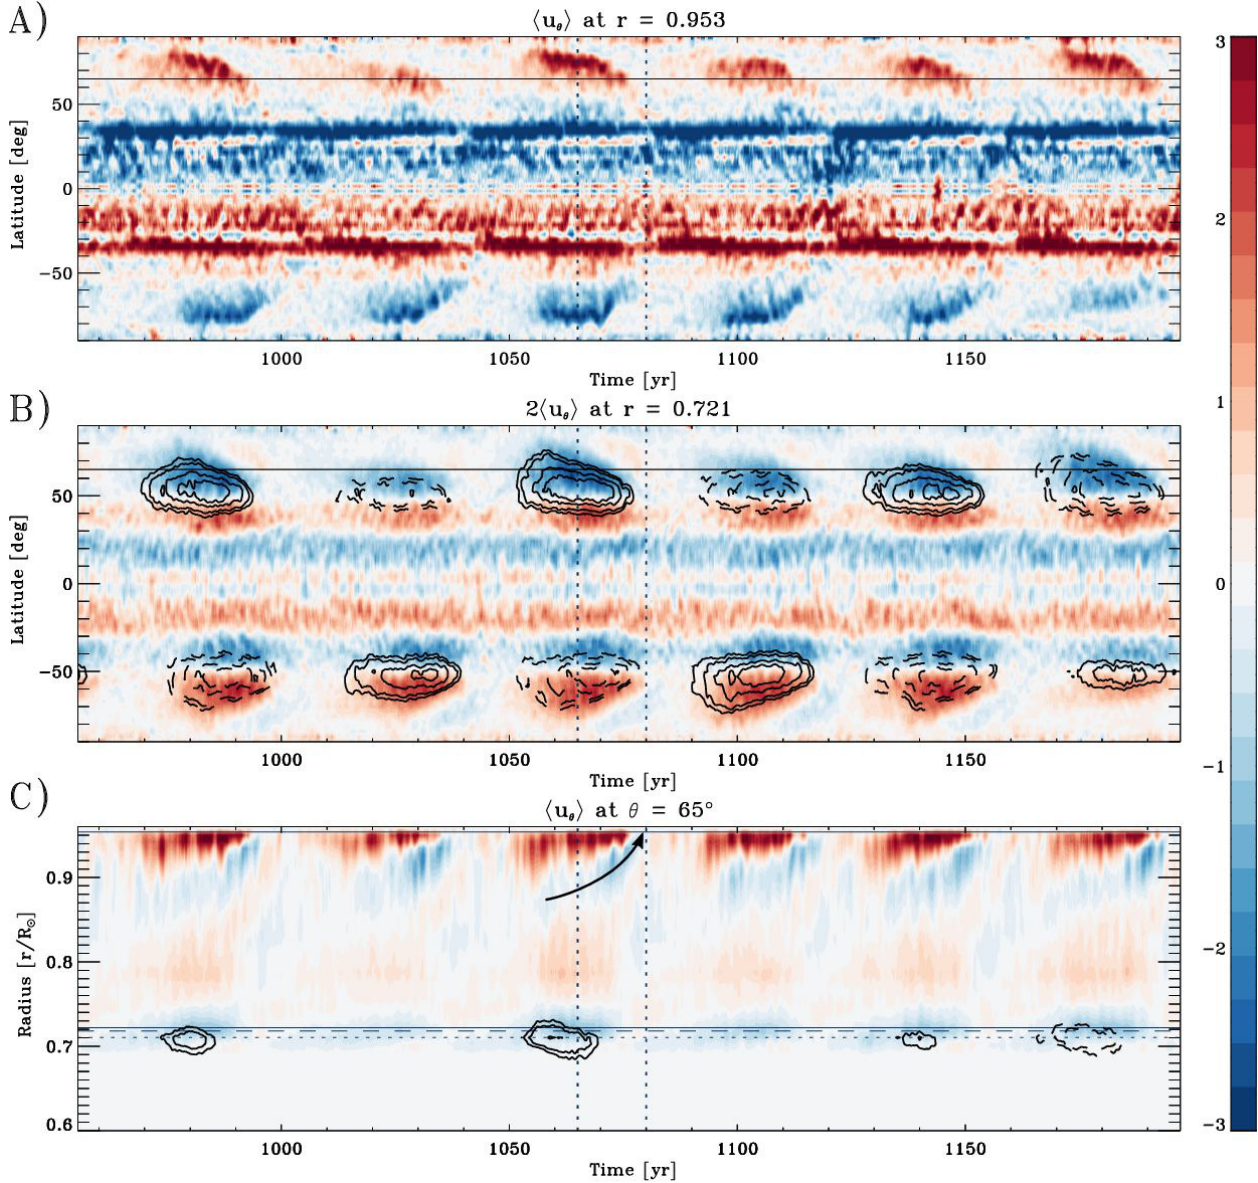 A)
⟨u_θ⟩ at r = 0.953
Latitude [deg]
50
0
−50
1000 1050 1100 1150
Time [yr]
B)
2⟨u_θ⟩ at r = 0.721
Latitude [deg]
50
0
−50
1000 1050 1100 1150
Time [yr]
C)
⟨u_θ⟩ at θ = 65°
Radius [r/R_⊙]
0.9
0.8
0.7
0.6
1000 1050 1100 1150
Time [yr]
3
2
1
0
−1
−2
−3